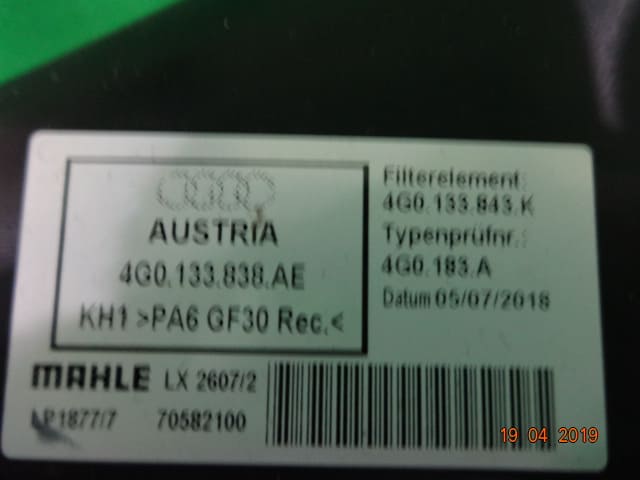 AUSTRIA
4G0.133.838.AE
KH1 >PA6 GF30 Rec.<
Filterelement:
4G0.133.843.K
Typenprüfnr.:
4G0.183.A
Datum 05/07/2018
MAHLE LX 2607/2
LP1877/7 70582100
19 04 2019